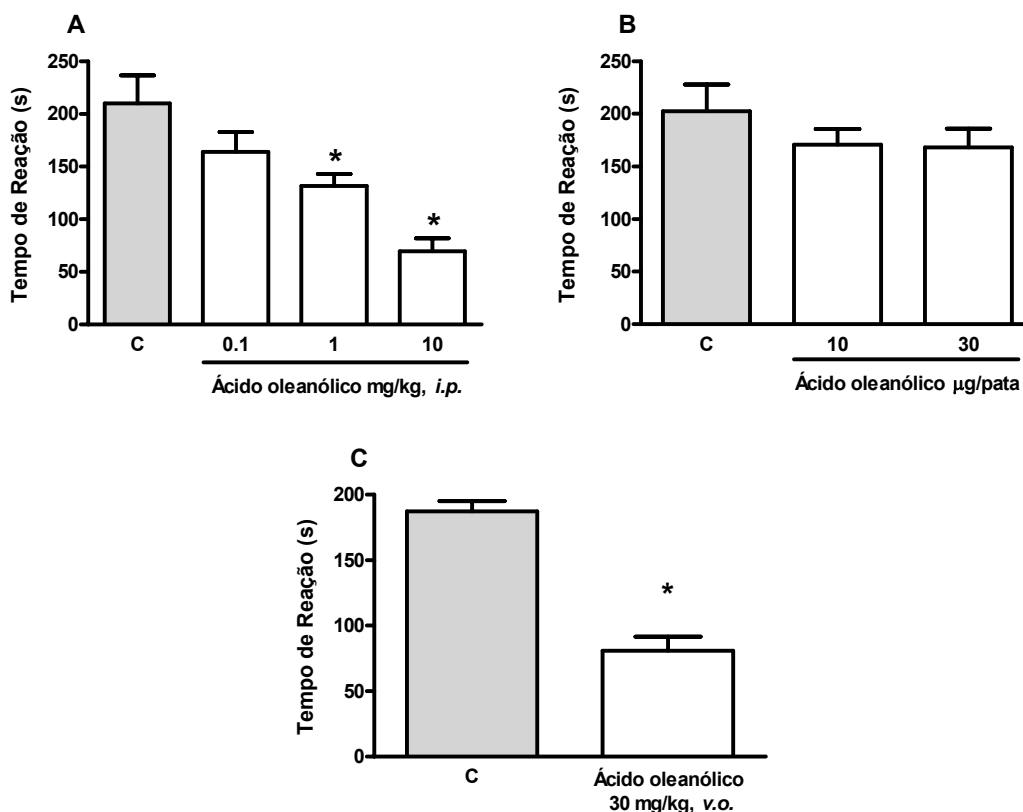 A
Tempo de Reação (s)
250
200
150
100
50
0
*
*
C
0.1
1
10
Ácido oleanólico mg/kg, i.p.
B
Tempo de Reação (s)
250
200
150
100
50
0
C
10
30
Ácido oleanólico µg/pata
C
Tempo de Reação (s)
200
150
100
50
0
*
C
Ácido oleanólico
30 mg/kg, v.o.